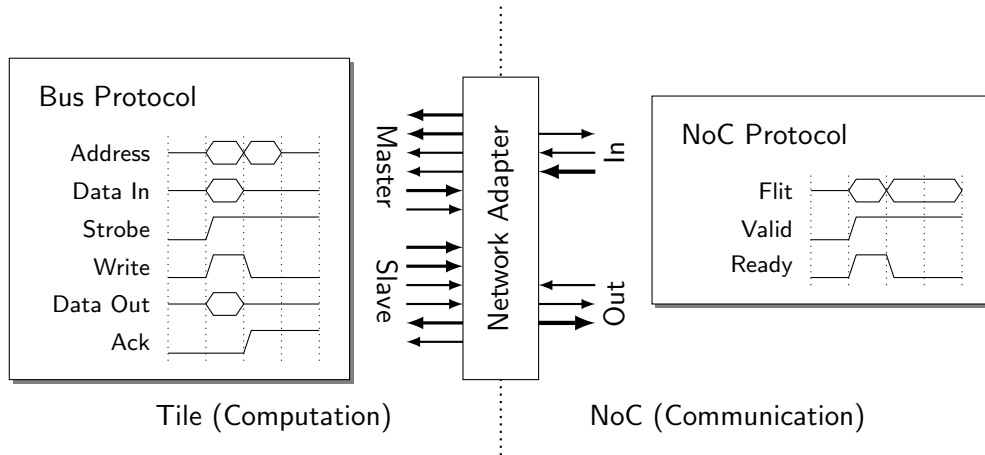 Bus Protocol
Address
Data In
Strobe
Write
Data Out
Ack
Master
Slave
Network Adapter
In
Out
NoC Protocol
Flit
Valid
Ready
Tile (Computation)
NoC (Communication)